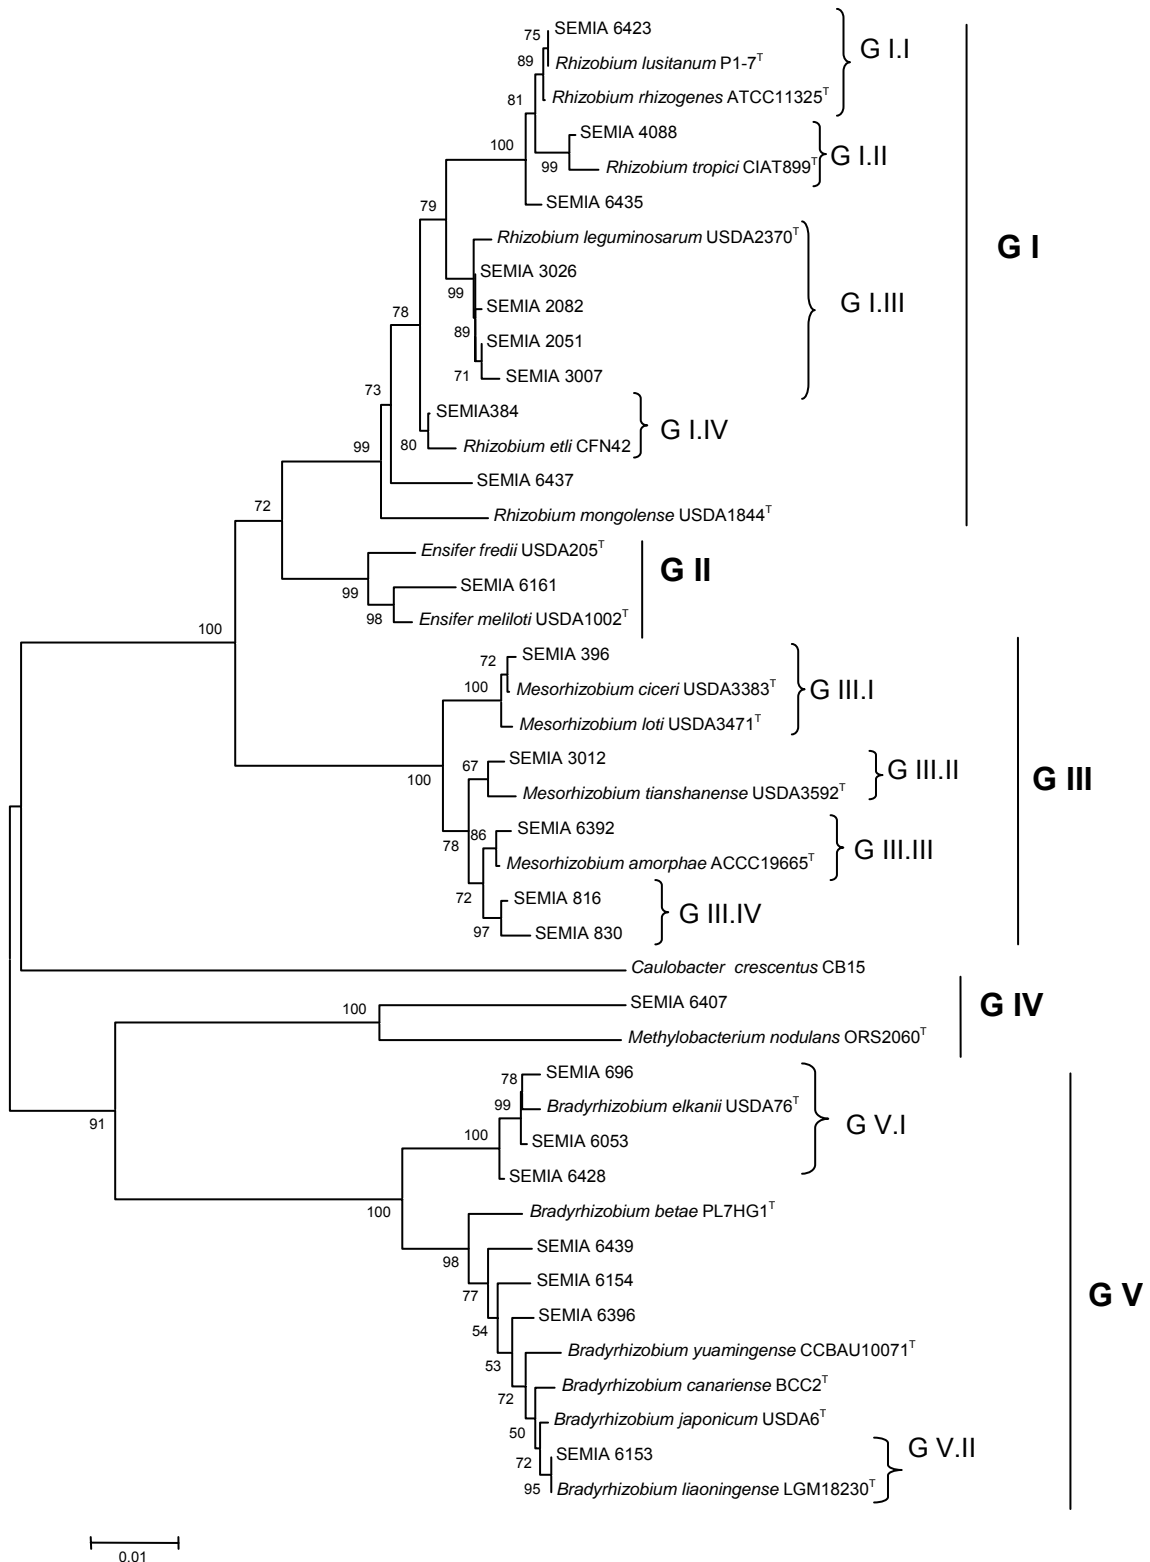 SEMIA 6423
75
G I.I
89
Rhizobium lusitanum P1-7T
81
Rhizobium rhizogenes ATCC11325T
SEMIA 4088
100
G I.II
99
Rhizobium tropici CIAT899T
79
SEMIA 6435
Rhizobium leguminosarum USDA2370T
G I
SEMIA 3026
99
G I.III
78
SEMIA 2082
89
SEMIA 2051
71
SEMIA 3007
73
SEMIA384
G I.IV
99
80
Rhizobium etli CFN42
SEMIA 6437
72
Rhizobium mongolense USDA1844T
Ensifer fredii USDA205T
G II
99
SEMIA 6161
98
Ensifer meliloti USDA1002T
100
72
SEMIA 396
100
Mesorhizobium ciceri USDA3383T
G III.I
Mesorhizobium loti USDA3471T
67
SEMIA 3012
G III.II
100
G III
Mesorhizobium tianshanense USDA3592T
86
SEMIA 6392
78
G III.III
Mesorhizobium amorphae ACCC19665T
72
SEMIA 816
G III.IV
97
SEMIA 830
Caulobacter crescentus CB15
100
SEMIA 6407
G IV
Methylobacterium nodulans ORS2060T
78
SEMIA 696
99
Bradyrhizobium elkanii USDA76T
91
G V.I
100
SEMIA 6053
SEMIA 6428
100
Bradyrhizobium betae PL7HG1T
98
SEMIA 6439
77
SEMIA 6154
G V
54
SEMIA 6396
53
Bradyrhizobium yuamingense CCBAU10071T
72
Bradyrhizobium canariense BCC2T
50
Bradyrhizobium japonicum USDA6T
G V.II
72
SEMIA 6153
95
Bradyrhizobium liaoningense LGM18230T
0.01